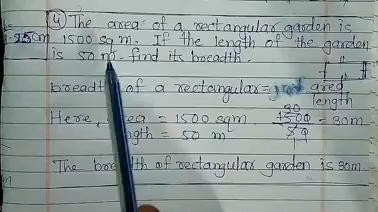 ④ The area of a rectangular garden is
1500 sq m. If the length of the garden
is 50 m. find its breadth.
breadth of a rectangular= area
length
Here, area = 1500 sqm
30
1500 = 30m
50
length = 50 m
The breadth of rectangular garden is 30m.